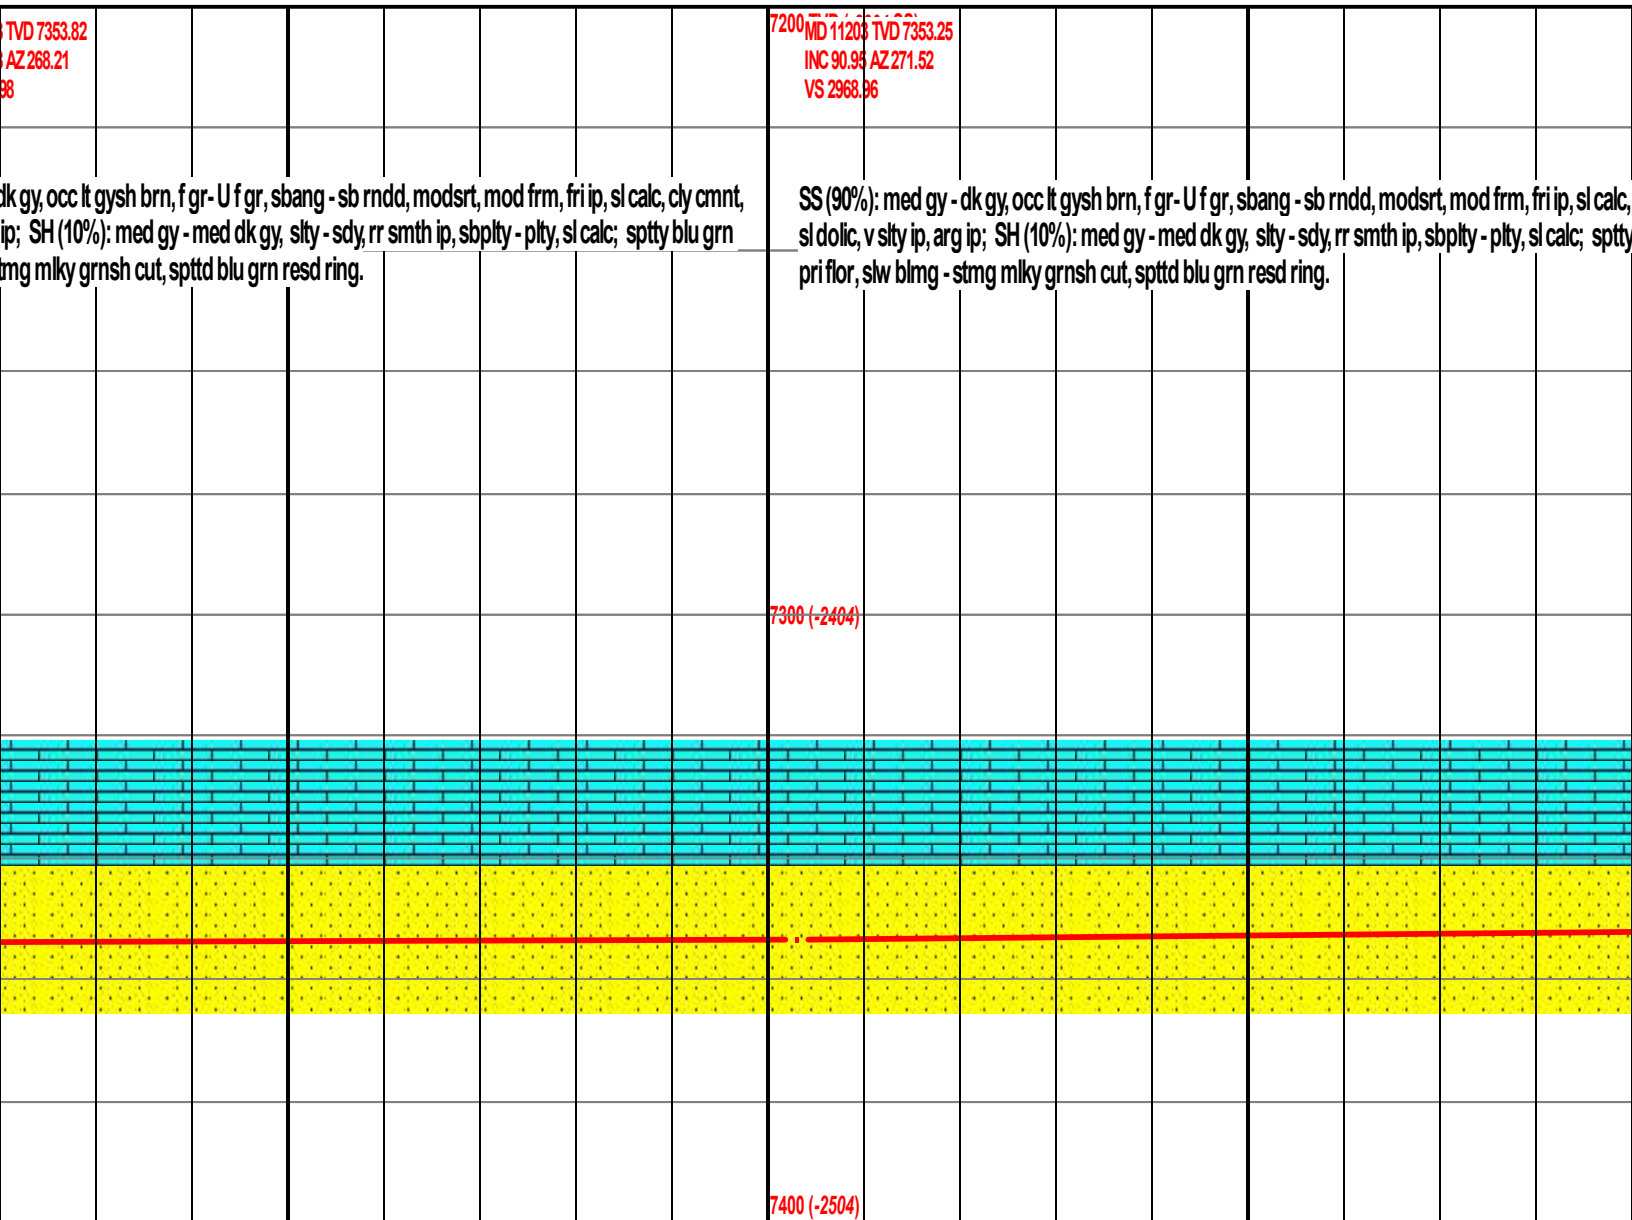 TVD 7353.82
AZ 268.21
98
7200
MD 11203 TVD 7353.25
INC 90.95 AZ 271.52
VS 2968.96
dk gy, occ lt gysh brn, f gr- U f gr, sbang - sb rndd, modsrt, mod frm, fri ip, sl calc, cly cmnt,
ip; SH (10%): med gy - med dk gy, slty - sdy, rr smth ip, sbplty - plty, sl calc; sptty blu grn
tmg mlky grnsh cut, spttd blu grn resd ring.
SS (90%): med gy - dk gy, occ lt gysh brn, f gr- U f gr, sbang - sb rndd, modsrt, mod frm, fri ip, sl calc,
sl dolic, v slty ip, arg ip; SH (10%): med gy - med dk gy, slty - sdy, rr smth ip, sbplty - plty, sl calc; sptty
pri flor, slw blmg - stmg mlky grnsh cut, spttd blu grn resd ring.
7300 (-2404)
7400 (-2504)